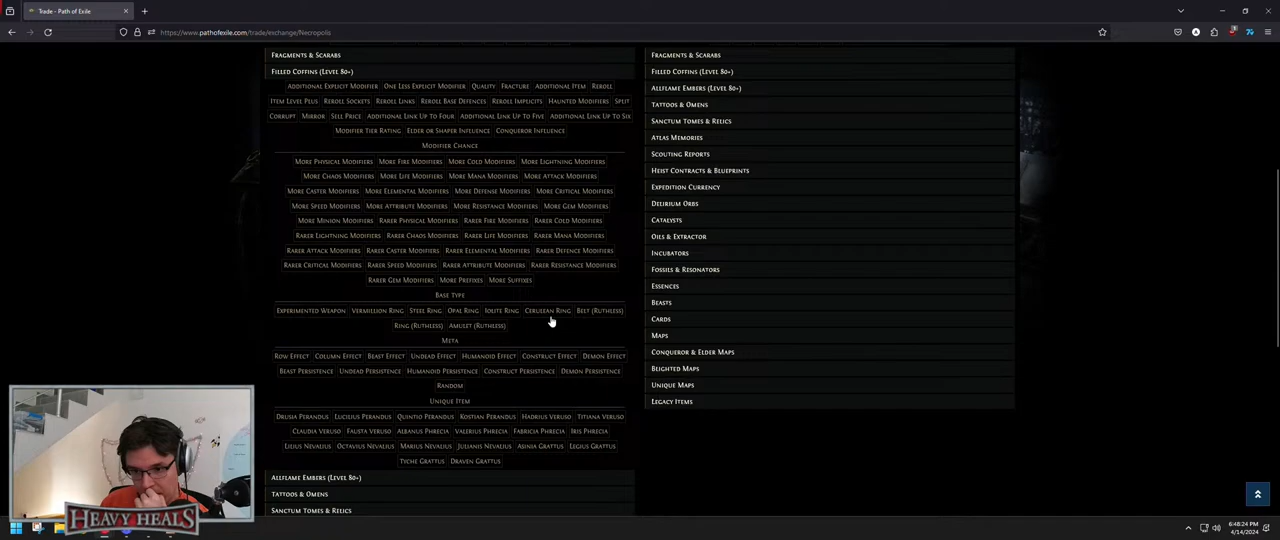 Trade - Path of Exile
https://www.pathofexile.com/trade/exchange/Necropolis
Fragments & Scarabs
Filled Coffins (Level 80+)
Additional Explicit Modifier One Less Explicit Modifier Quality Fracture Additional Item Reroll
Item Level Plus Reroll Sockets Reroll Links Reroll Base Defences Reroll Implicits Haunted Modifiers Split
Corrupt Mirror Sell Price Additional Link Up to Four Additional Link Up to Five Additional Link Up to Six
Modifier Tier Rating Elder or Shaper Influence Conqueror Influence
Modifier Chance
More Physical Modifiers More Fire Modifiers More Cold Modifiers More Lightning Modifiers
More Chaos Modifiers More Life Modifiers More Mana Modifiers More Attack Modifiers
More Caster Modifiers More Elemental Modifiers More Defense Modifiers More Critical Modifiers
More Speed Modifiers More Attribute Modifiers More Resistance Modifiers More Gem Modifiers
More Minion Modifiers Rarer Physical Modifiers Rarer Fire Modifiers Rarer Cold Modifiers
Rarer Lightning Modifiers Rarer Chaos Modifiers Rarer Life Modifiers Rarer Mana Modifiers
Rarer Attack Modifiers Rarer Caster Modifiers Rarer Elemental Modifiers Rarer Defence Modifiers
Rarer Critical Modifiers Rarer Speed Modifiers Rarer Attribute Modifiers Rarer Resistance Modifiers
Rarer Gem Modifiers More Prefixes More Suffixes
Base Type
Experimented Weapon Vermillion Ring Steel Ring Opal Ring Iolite Ring Cerulean Ring Belt (Ruthless)
Ring (Ruthless) Amulet (Ruthless)
Meta
Row Effect Column Effect Beast Effect Undead Effect Humanoid Effect Construct Effect Demon Effect
Beast Persistence Undead Persistence Humanoid Persistence Construct Persistence Demon Persistence
Random
Unique Item
Drusia Perandus Lucilius Perandus Quintio Perandus Kostian Perandus Hadrius Veruso Titiana Veruso
Claudia Veruso Fausta Veruso Albanus Phrecia Valerius Phrecia Fabricia Phrecia Iris Phrecia
Lilius Nevalius Octavius Nevalius Marius Nevalius Julianis Nevalius Asinia Grattus Legius Grattus
Tyche Grattus Draven Grattus
Allflame Embers (Level 80+)
Tattoos & Omens
Sanctum Tomes & Relics
Fragments & Scarabs
Filled Coffins (Level 80+)
Allflame Embers (Level 80+)
Tattoos & Omens
Sanctum Tomes & Relics
Atlas Memories
Scouting Reports
Heist Contracts & Blueprints
Expedition Currency
Delirium Orbs
Catalysts
Oils & Extractor
Incubators
Fossils & Resonators
Essences
Beasts
Cards
Maps
Conqueror & Elder Maps
Blighted Maps
Unique Maps
Legacy Items
HEAVY HEALS
6:48:24 PM
4/14/2024